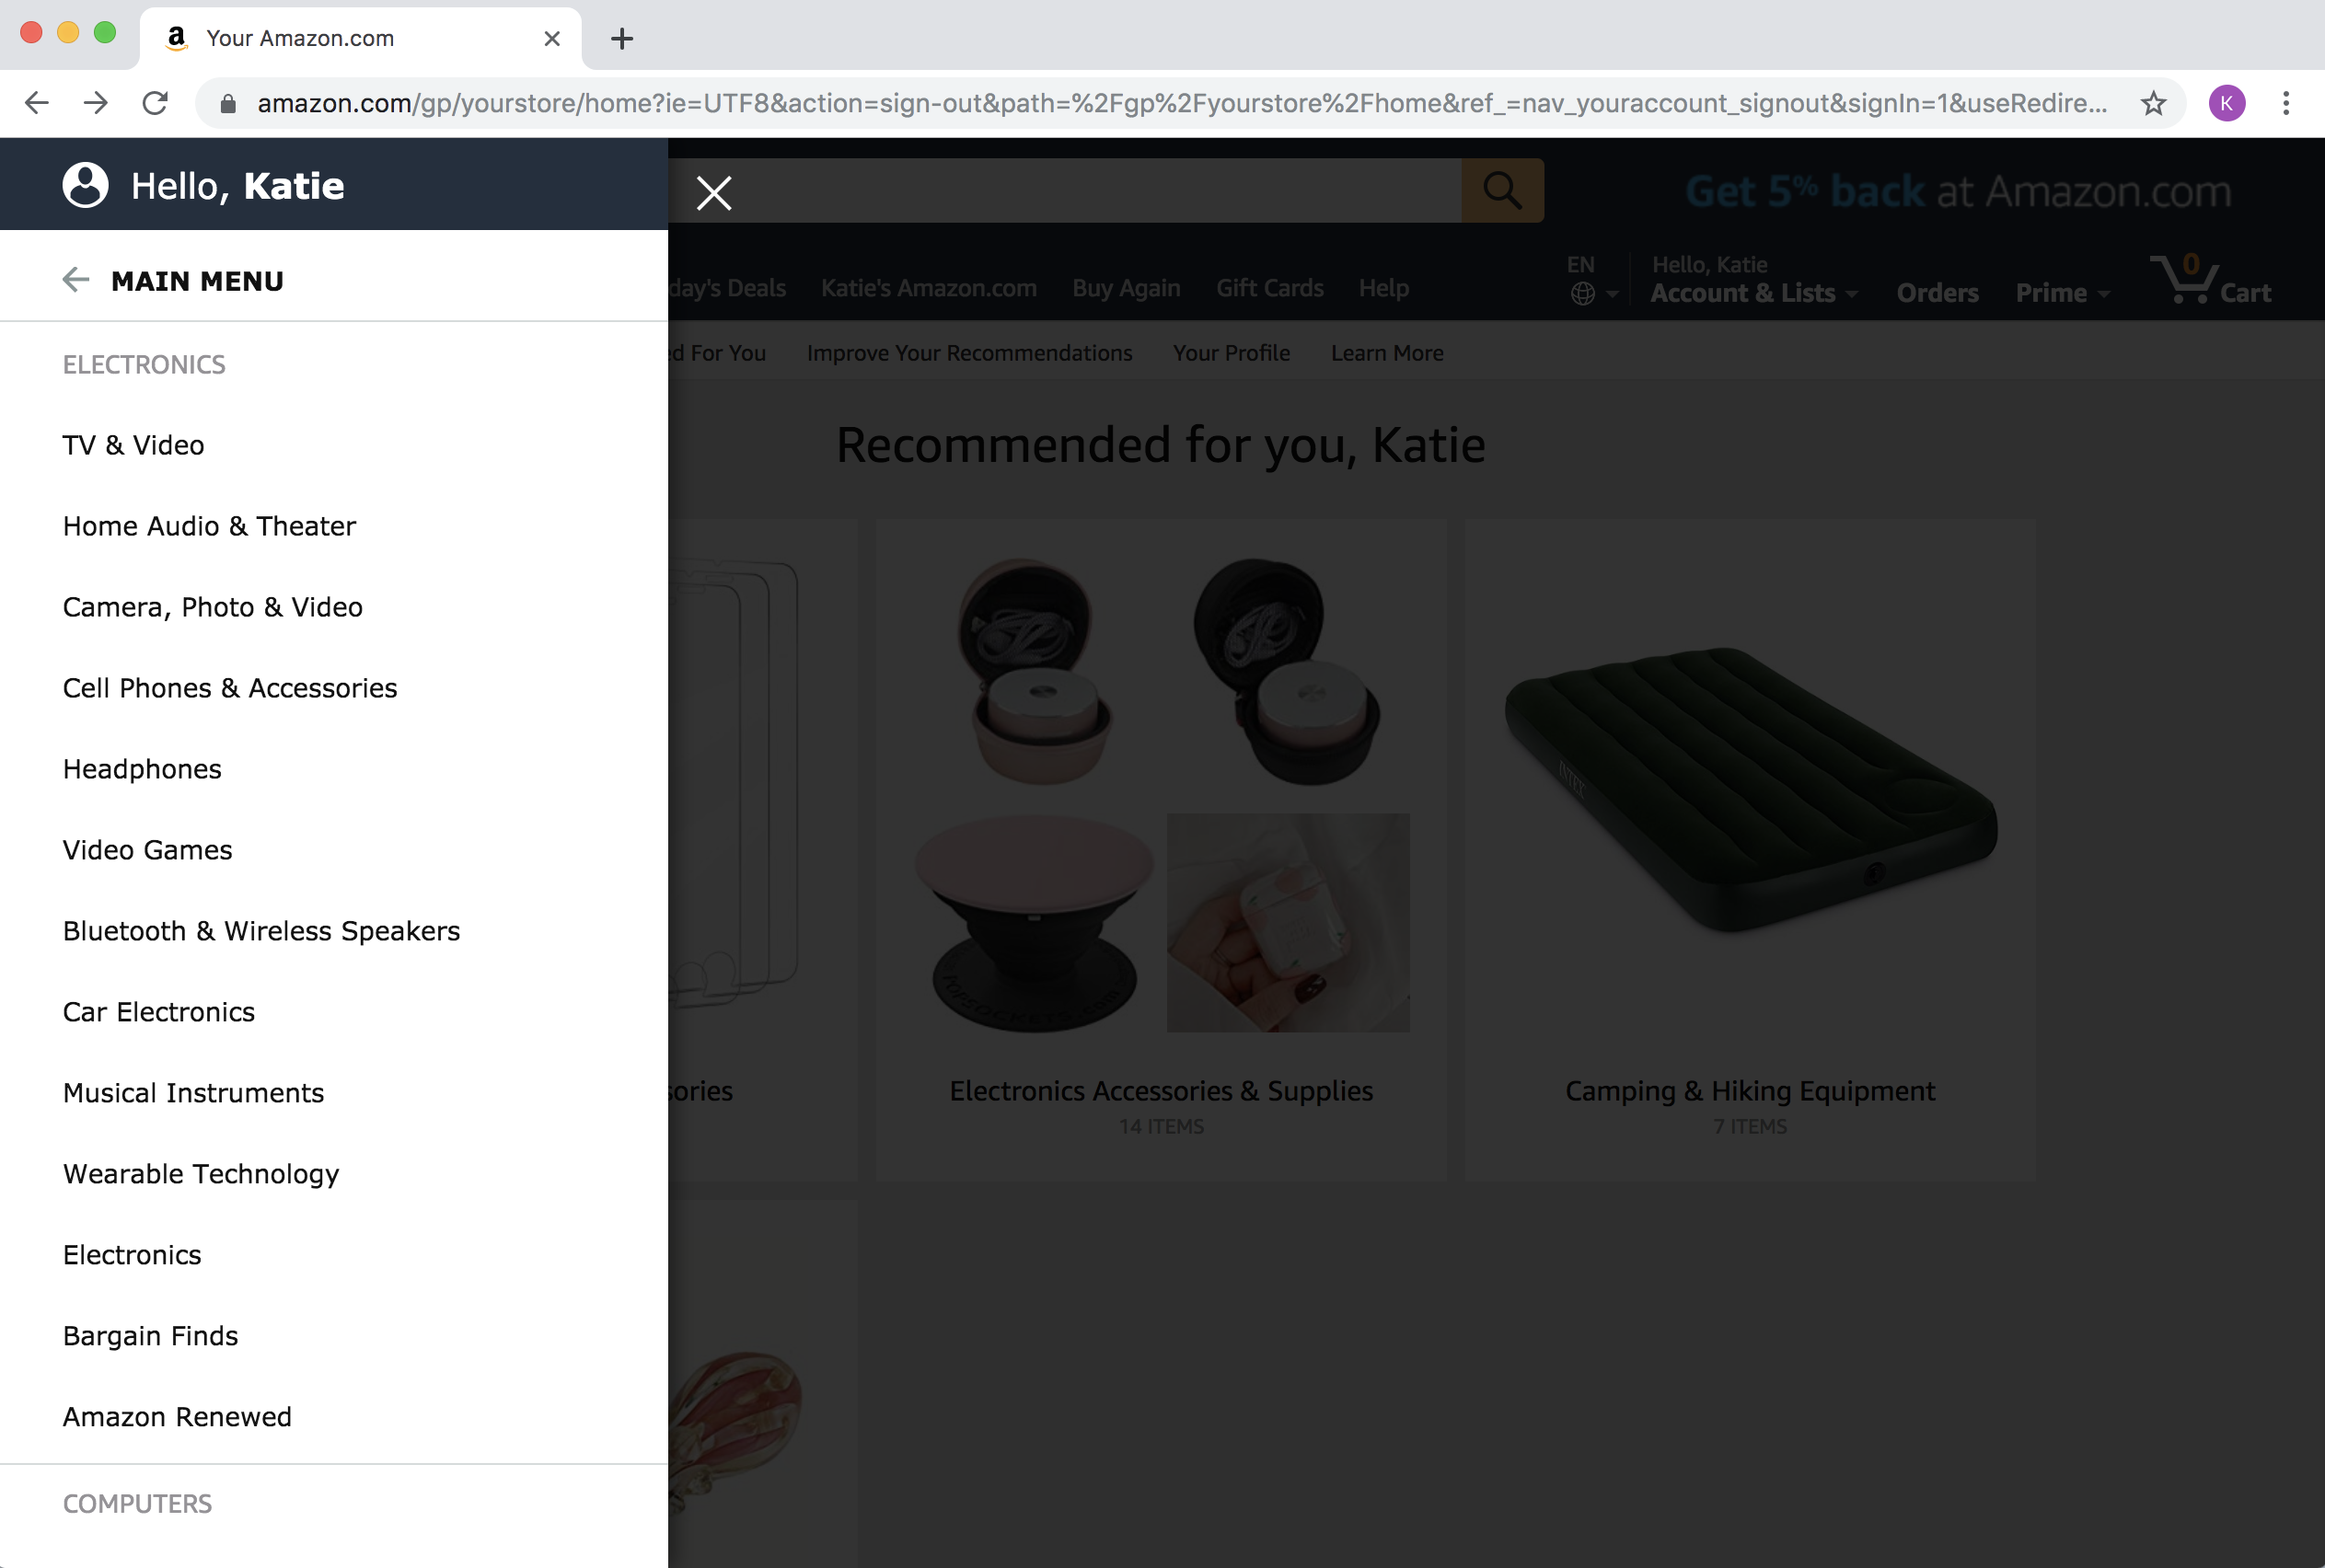 Your Amazon.com
amazon.com/gp/yourstore/home?ie=UTF8&action=sign-out&path=%2Fgp%2Fyourstore%2Fhome&ref_=nav_youraccount_signout&signIn=1&useRedire...
K
Hello, Katie
Get 5% back at Amazon.com
day's Deals
Katie's Amazon.com
Buy Again
Gift Cards
Help
EN
Hello, Katie
Account & Lists
Orders
Prime
0
Cart
MAIN MENU
ed For You
Improve Your Recommendations
Your Profile
Learn More
ELECTRONICS
TV & Video
Home Audio & Theater
Camera, Photo & Video
Cell Phones & Accessories
Headphones
Video Games
Bluetooth & Wireless Speakers
Car Electronics
Musical Instruments
Wearable Technology
Electronics
Bargain Finds
Amazon Renewed
COMPUTERS
Recommended for you, Katie
INTEX
POPSOCKETS.com
sories
Electronics Accessories & Supplies
14 ITEMS
Camping & Hiking Equipment
7 ITEMS